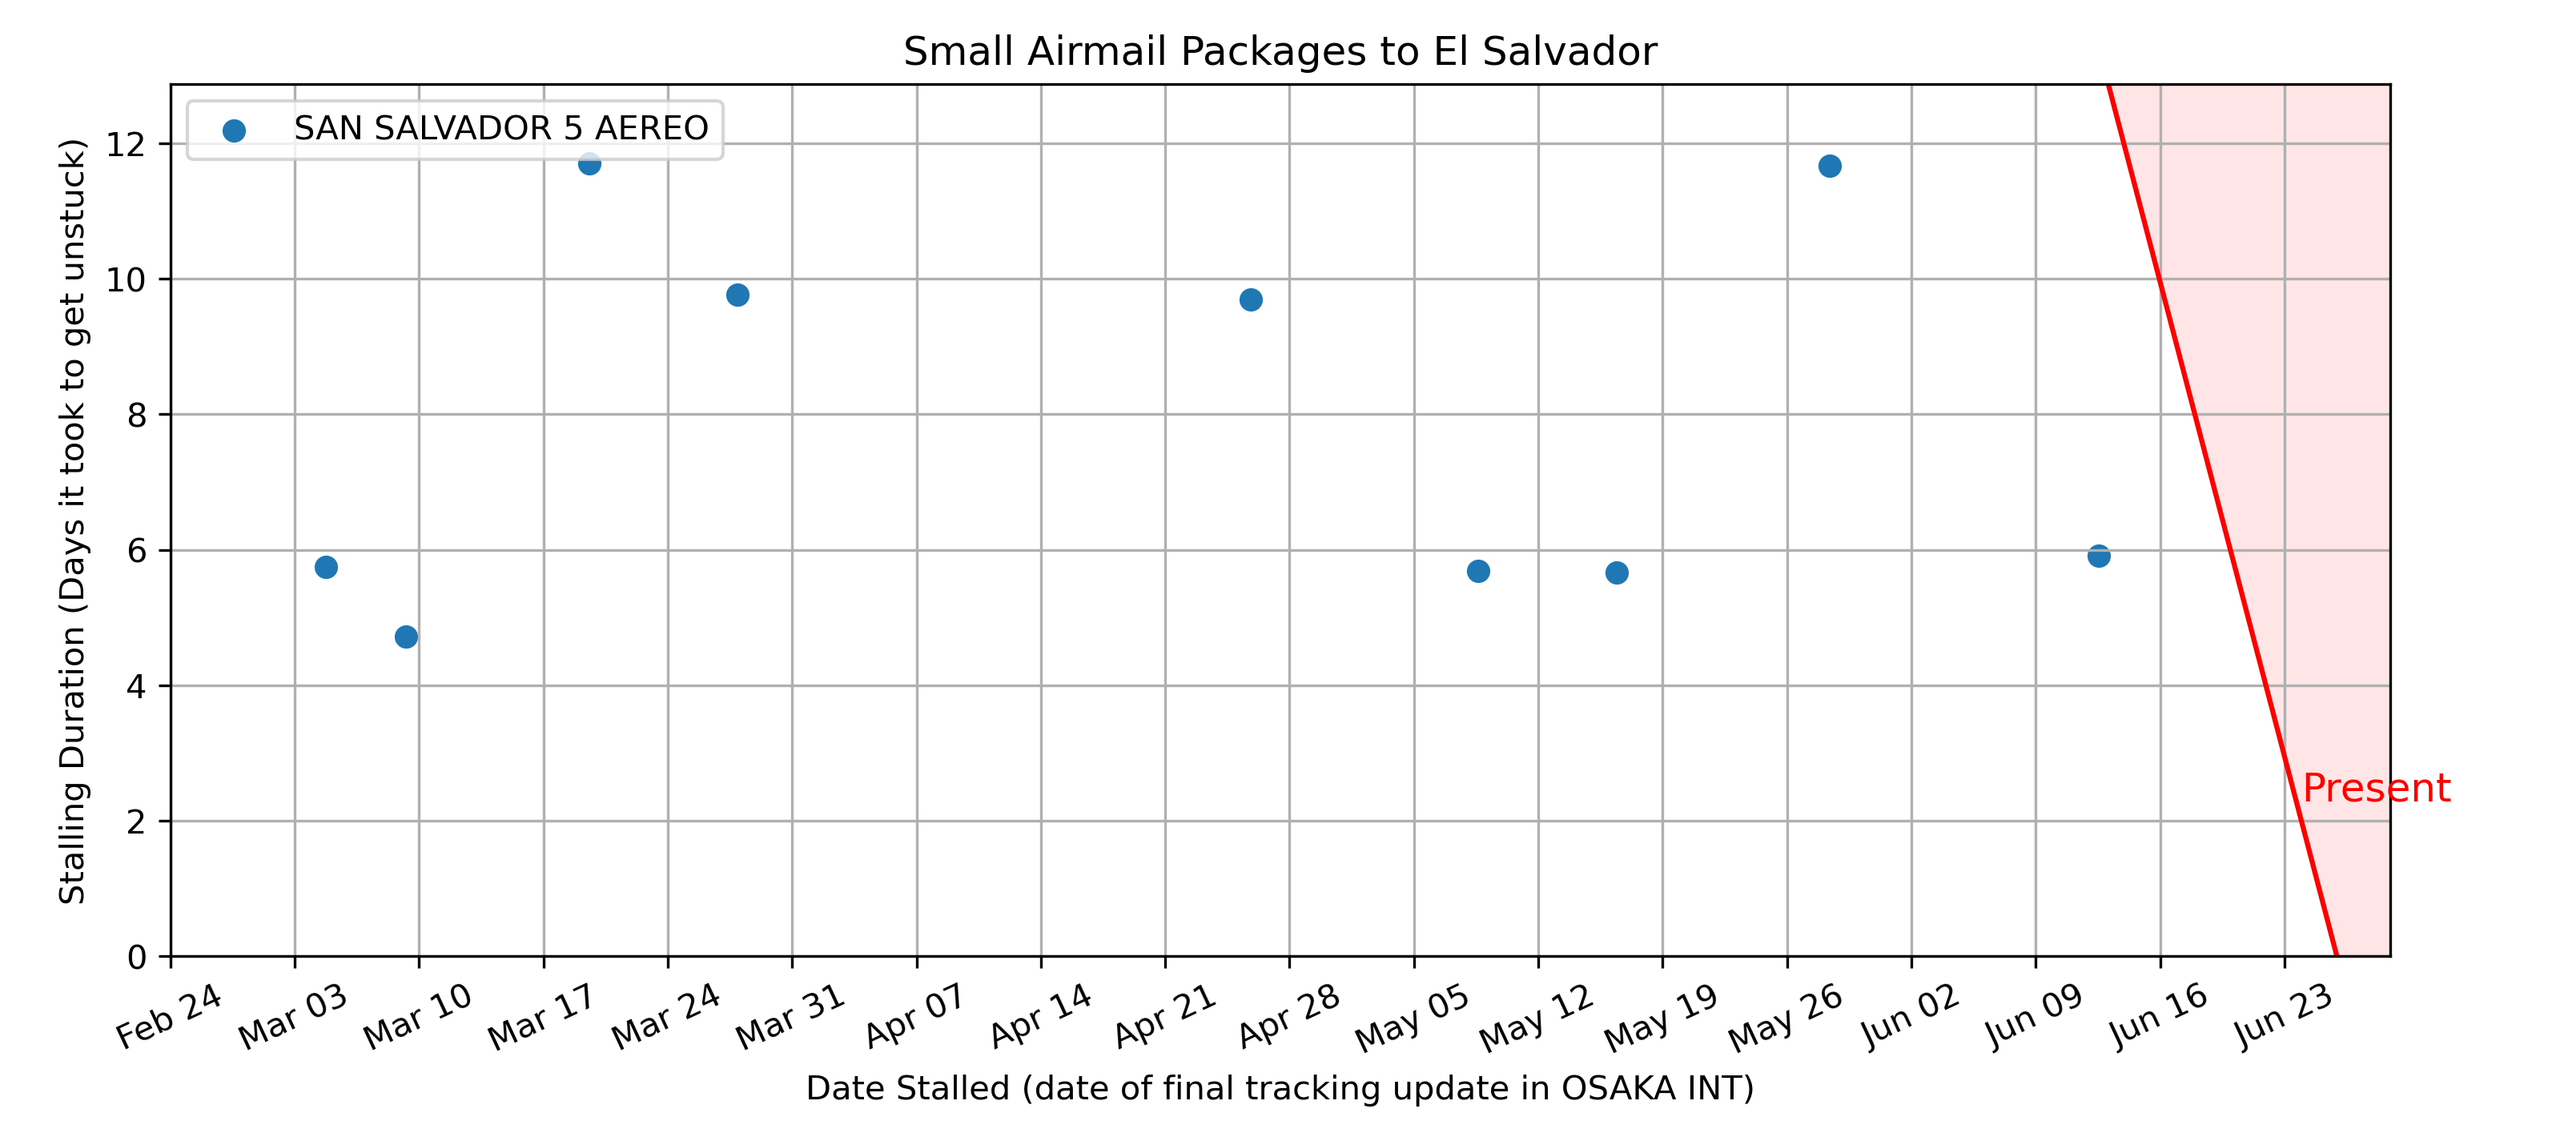 Small Airmail Packages to El Salvador
SAN SALVADOR 5 AEREO
Stalling Duration (Days it took to get unstuck)
12
10
8
6
4
2
0
Present
Feb 24
Mar 03
Mar 10
Mar 17
Mar 24
Mar 31
Apr 07
Apr 14
Apr 21
Apr 28
May 05
May 12
May 19
May 26
Jun 02
Jun 09
Jun 16
Jun 23
Date Stalled (date of final tracking update in OSAKA INT)